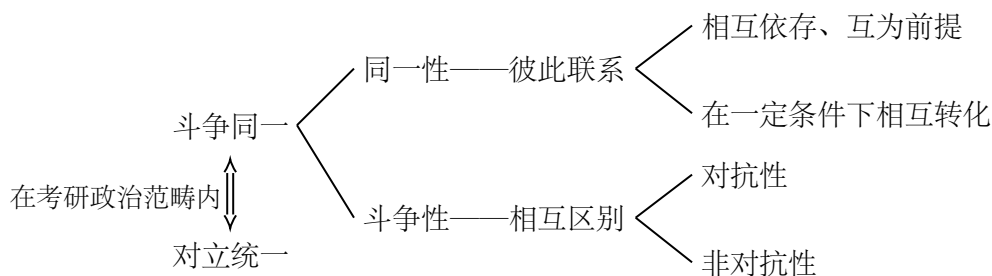 相互依存、互为前提
同一性——彼此联系
在一定条件下相互转化
斗争同一
对抗性
在考研政治范畴内
斗争性——相互区别
对立统一
非对抗性